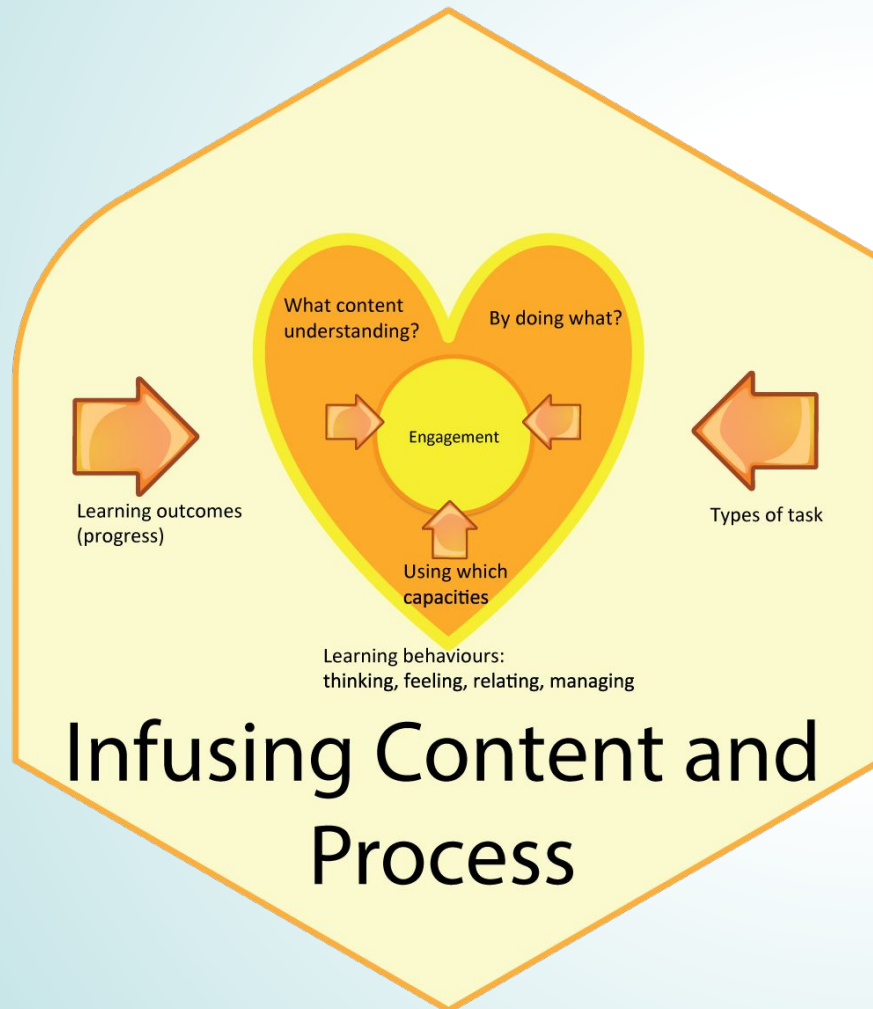 What content
understanding?
By doing what?
Engagement
Learning outcomes
(progress)
Types of task
Using which
capacities
Learning behaviours:
thinking, feeling, relating, managing
Infusing Content and
Process